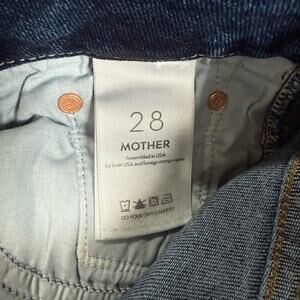 28
MOTHER
Assembled in USA
by both USA and foreign components
DO YOUR OWN LAUNDRY